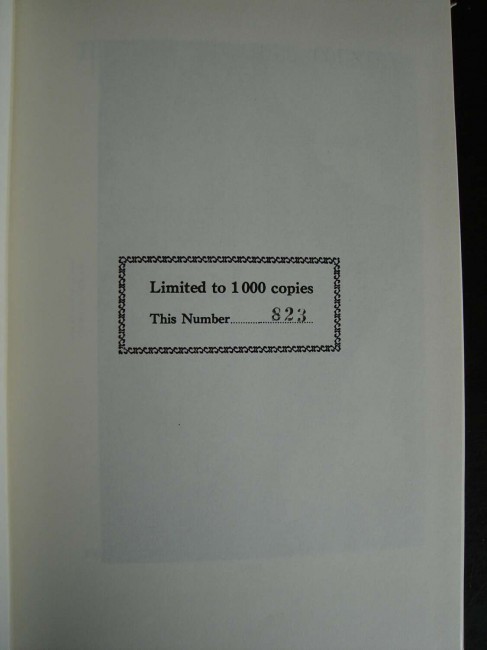 Limited to 1000 copies
This Number.................823